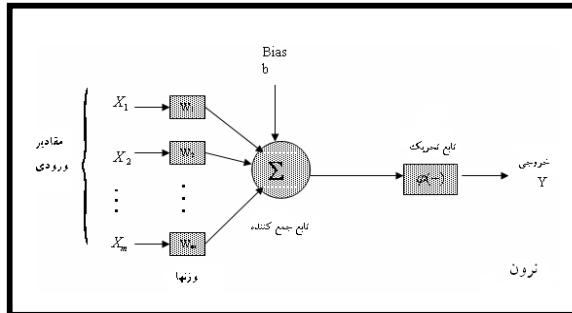 Bias
b
X₁
W₁
مقادیر
ورودی
X₂
W₂
Σ
تابع تحریک
φ(−)
خروجی
Y
تابع جمع کننده
Xₘ
Wₘ
وزنها
نرون